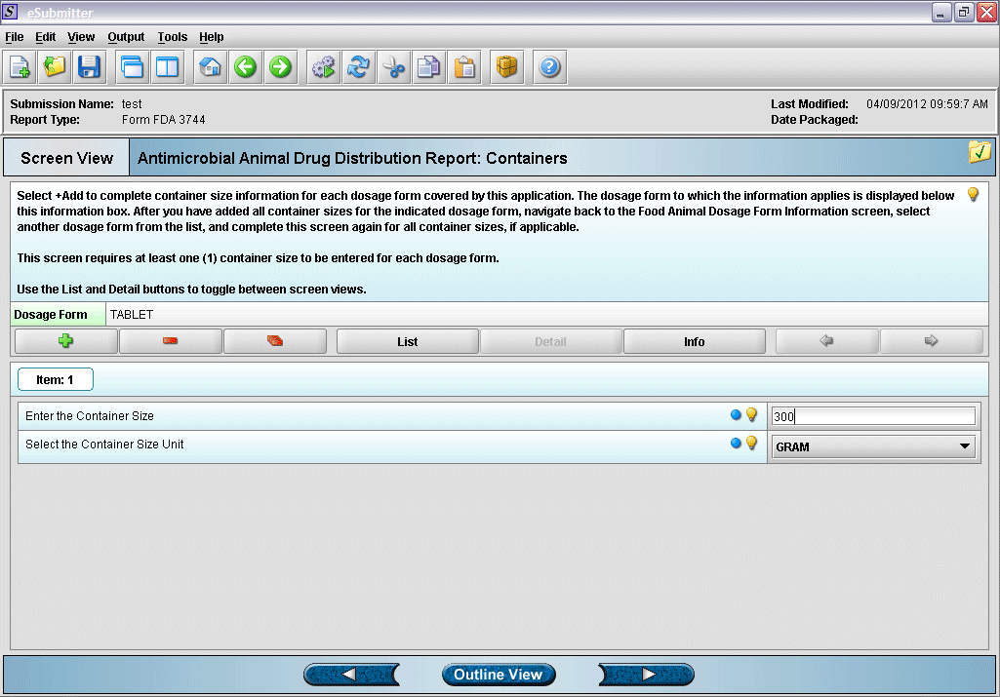 S eSubmitter
File Edit View Output Tools Help
Submission Name: test
Last Modified: 04/09/2012 09:59:7 AM
Report Type: Form FDA 3744
Date Packaged:
Screen View
Antimicrobial Animal Drug Distribution Report: Containers
Select +Add to complete container size information for each dosage form covered by this application. The dosage form to which the information applies is displayed below
this information box. After you have added all container sizes for the indicated dosage form, navigate back to the Food Animal Dosage Form Information screen, select
another dosage form from the list, and complete this screen again for all container sizes, if applicable.
This screen requires at least one (1) container size to be entered for each dosage form.
Use the List and Detail buttons to toggle between screen views.
Dosage Form TABLET
List Detail Info
Item: 1
Enter the Container Size 300
Select the Container Size Unit GRAM
Outline View